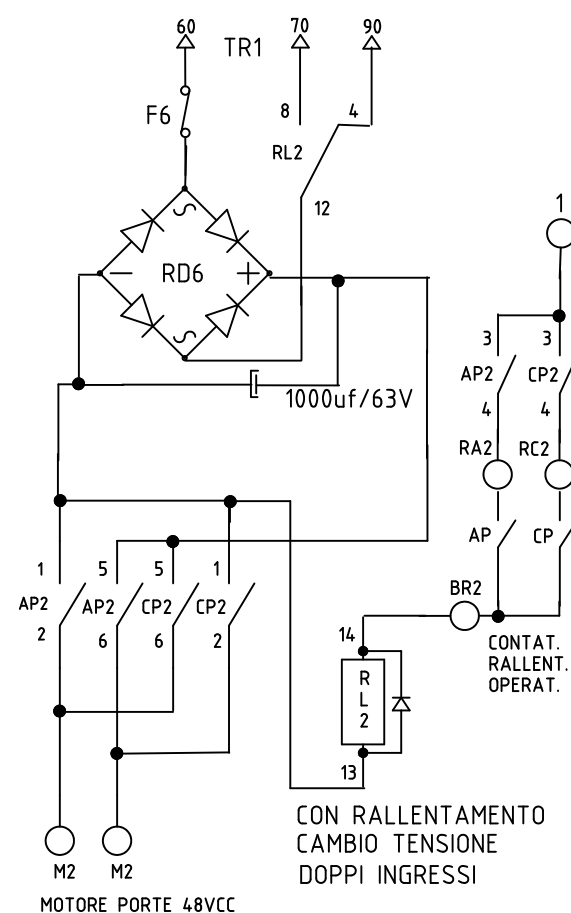 60
70
90
TR1
F6
8
4
RL2
12
1
RD6
3
3
AP2
CP2
1000uf/63V
4
4
RA2
RC2
AP
CP
1
5
5
1
AP2
AP2
CP2
CP2
2
6
6
2
BR2
14
CONTAT.
RALLENT.
OPERAT.
R
L
2
13
CON RALLENTAMENTO
CAMBIO TENSIONE
DOPPI INGRESSI
M2
M2
MOTORE PORTE 48VCC